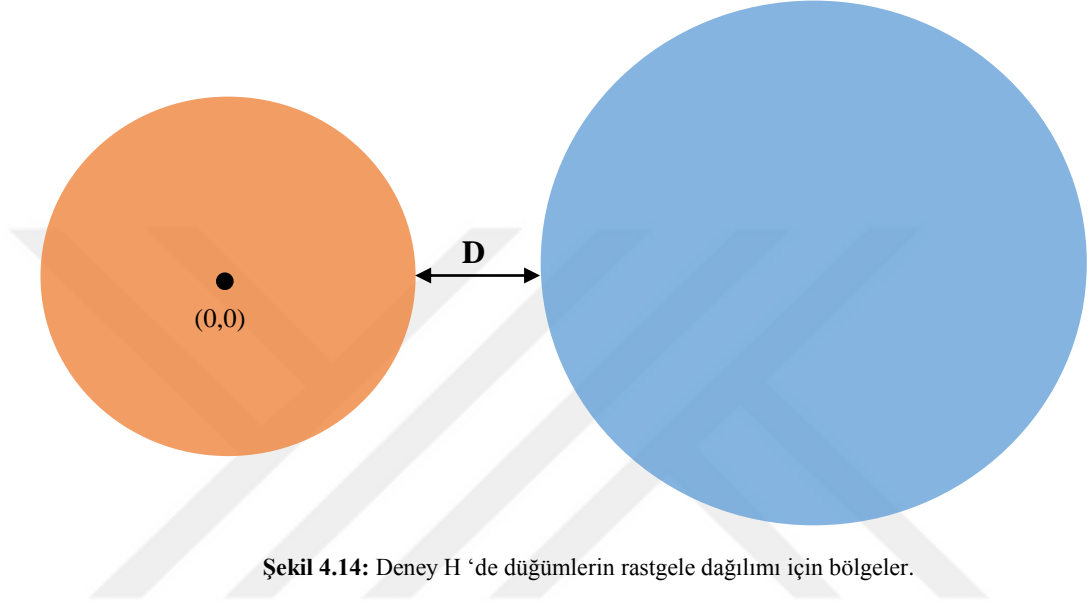 D
(0,0)
Şekil 4.14: Deney H ‘de düğümlerin rastgele dağılımı için bölgeler.